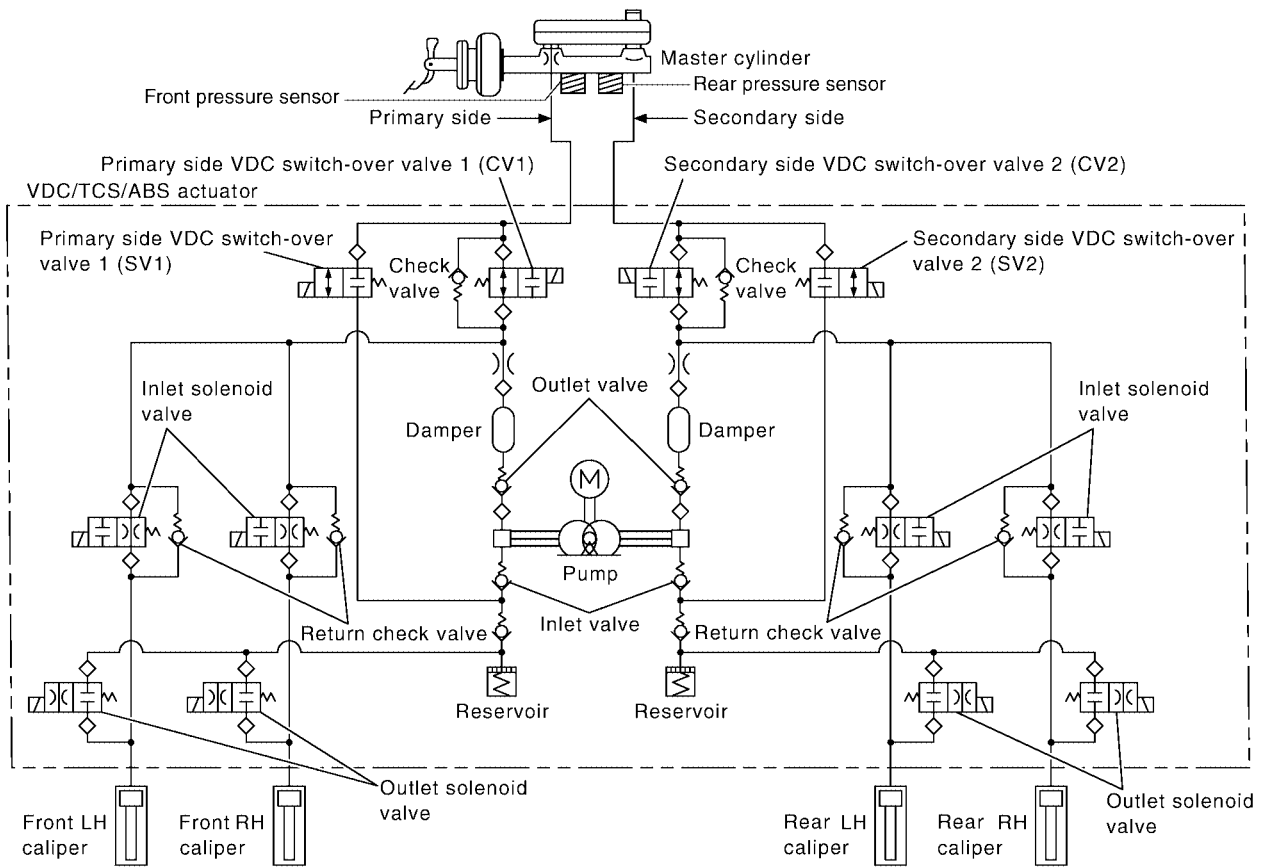 Master cylinder
Front pressure sensor
Rear pressure sensor
Primary side
Secondary side
Primary side VDC switch-over valve 1 (CV1)
Secondary side VDC switch-over valve 2 (CV2)
VDC/TCS/ABS actuator
Primary side VDC switch-over
valve 1 (SV1)
Check
valve
Check
valve
Secondary side VDC switch-over
valve 2 (SV2)
Inlet solenoid
valve
Outlet valve
Inlet solenoid
valve
Damper
Damper
M
Pump
Return check valve
Inlet valve
Return check valve
Reservoir
Reservoir
Outlet solenoid
valve
Outlet solenoid
valve
Front LH
caliper
Front RH
caliper
Rear LH
caliper
Rear RH
caliper